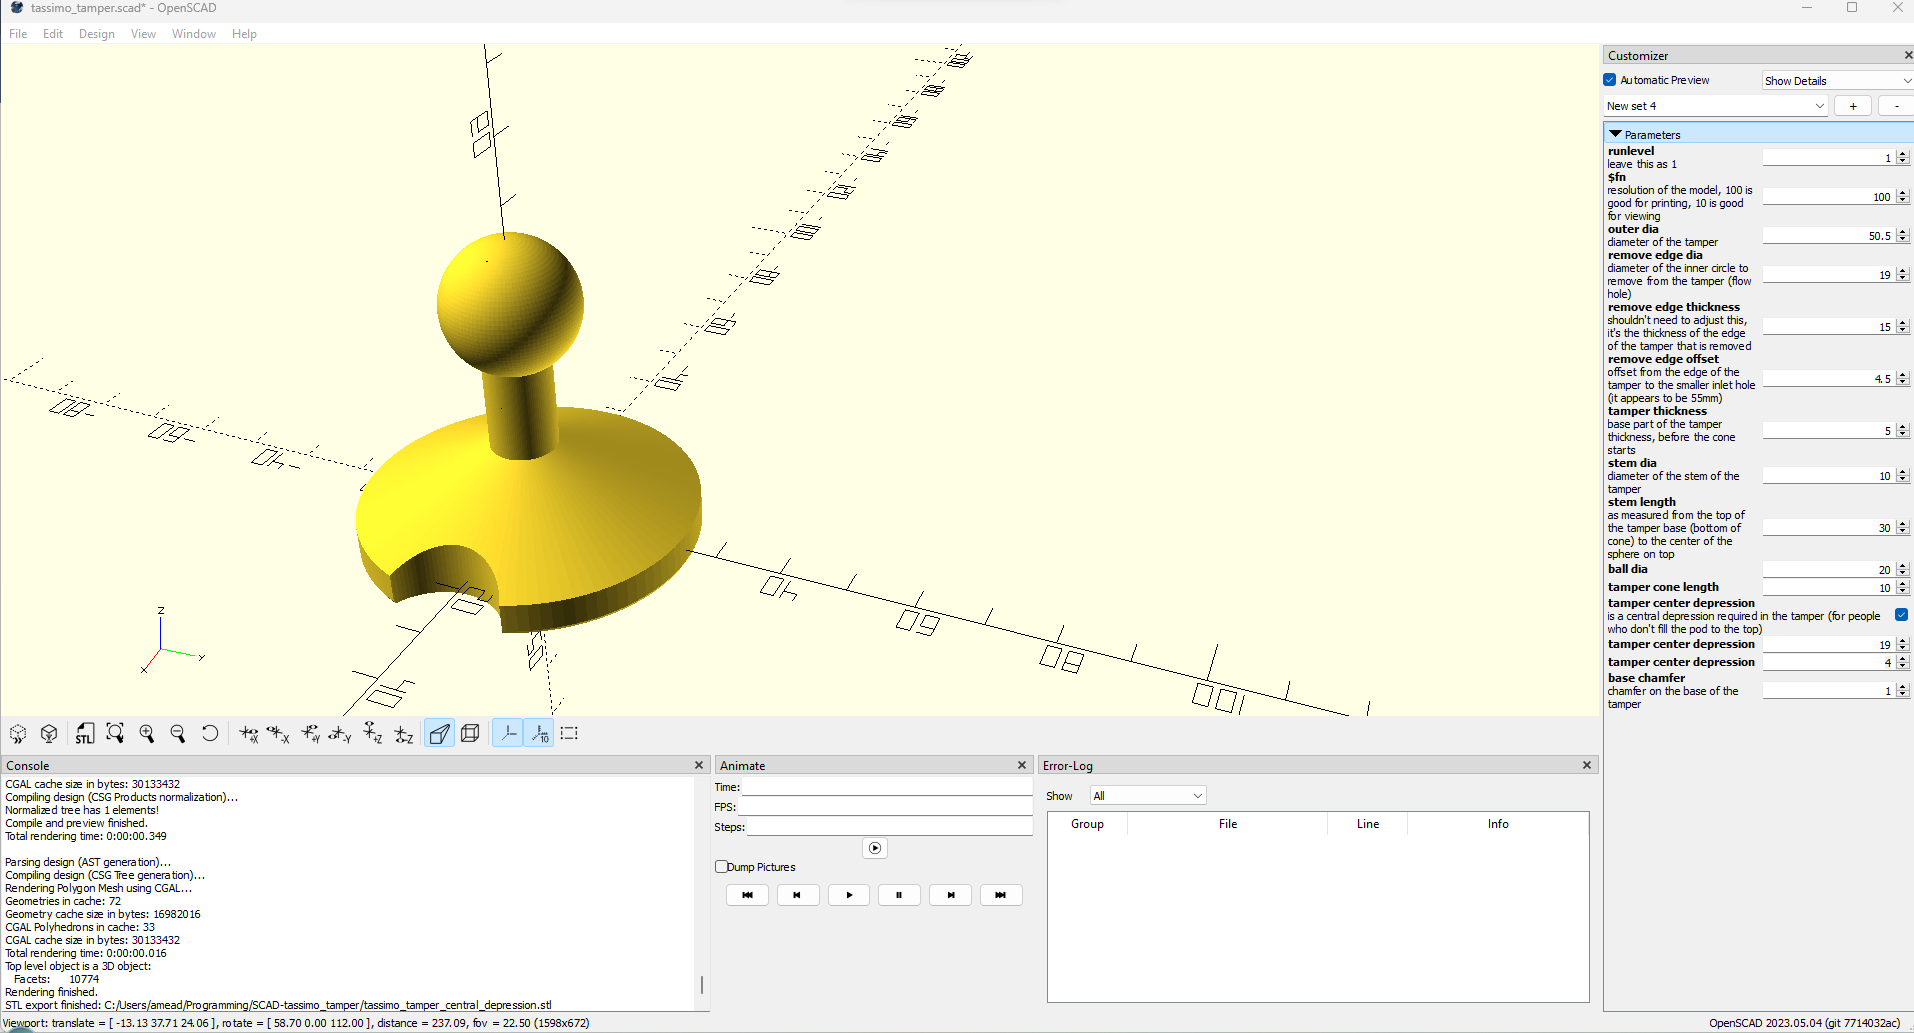 tassimo_tamper.scad* - OpenSCAD
File Edit Design View Window Help
Customizer
Automatic Preview Show Details
New set 4 + -
Parameters
runlevel
leave this as 1
1
$fn
resolution of the model, 100 is
good for printing, 10 is good
for viewing
100
outer dia
diameter of the tamper
50.5
remove edge dia
diameter of the inner circle to
remove from the tamper (flow
hole)
19
remove edge thickness
shouldn't need to adjust this,
it's the thickness of the edge
of the tamper that is removed
15
remove edge offset
offset from the edge of the
tamper to the smaller inlet hole
(it appears to be 55mm)
4.5
tamper thickness
base part of the tamper
thickness, before the cone
starts
5
stem dia
diameter of the stem of the
tamper
10
stem length
as measured from the top of
the tamper base (bottom of
cone) to the center of the
sphere on top
30
ball dia 20
tamper cone length 10
tamper center depression
is a central depression required in the tamper (for people
who don't fill the pod to the top)
tamper center depression 19
tamper center depression 4
base chamfer
chamfer on the base of the
tamper
1
z
x
y
STL +X -X +Y -Y +Z -Z 10
Console
CGAL cache size in bytes: 30133432
Compiling design (CSG Products normalization)...
Normalized tree has 1 elements!
Compile and preview finished.
Total rendering time: 0:00:00.349
Parsing design (AST generation)...
Compiling design (CSG Tree generation)...
Rendering Polygon Mesh using CGAL...
Geometries in cache: 72
Geometry cache size in bytes: 16982016
CGAL Polyhedrons in cache: 33
CGAL cache size in bytes: 30133432
Total rendering time: 0:00:00.016
Top level object is a 3D object:
Facets: 10774
Rendering finished.
STL export finished: C:/Users/amead/Programming/SCAD-tassimo_tamper/tassimo_tamper_central_depression.stl
Animate
Time:
FPS:
Steps:
Dump Pictures
Error-Log
Show All
Group File Line Info
Viewport: translate = [ -13.13 37.71 24.06 ], rotate = [ 58.70 0.00 112.00 ], distance = 237.09, fov = 22.50 (1598x672)
OpenSCAD 2023.05.04 (git 7714032ac)